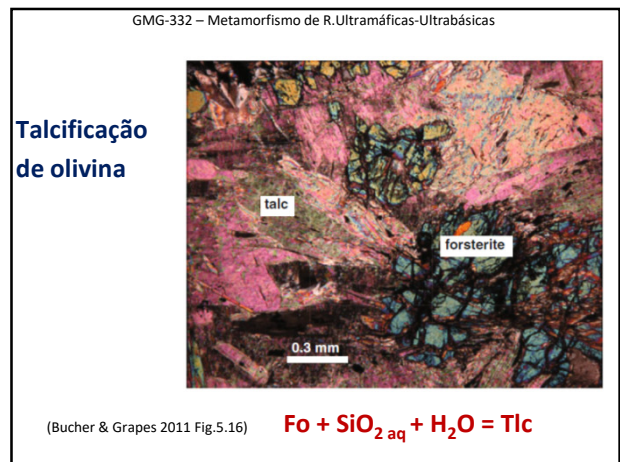 GMG-332 – Metamorfismo de R.Ultramáficas-Ultrabásicas
Talcificação
de olivina
talc
forsterite
0.3 mm
(Bucher & Grapes 2011 Fig.5.16)
Fo + SiO₂ aq + H₂O = Tlc